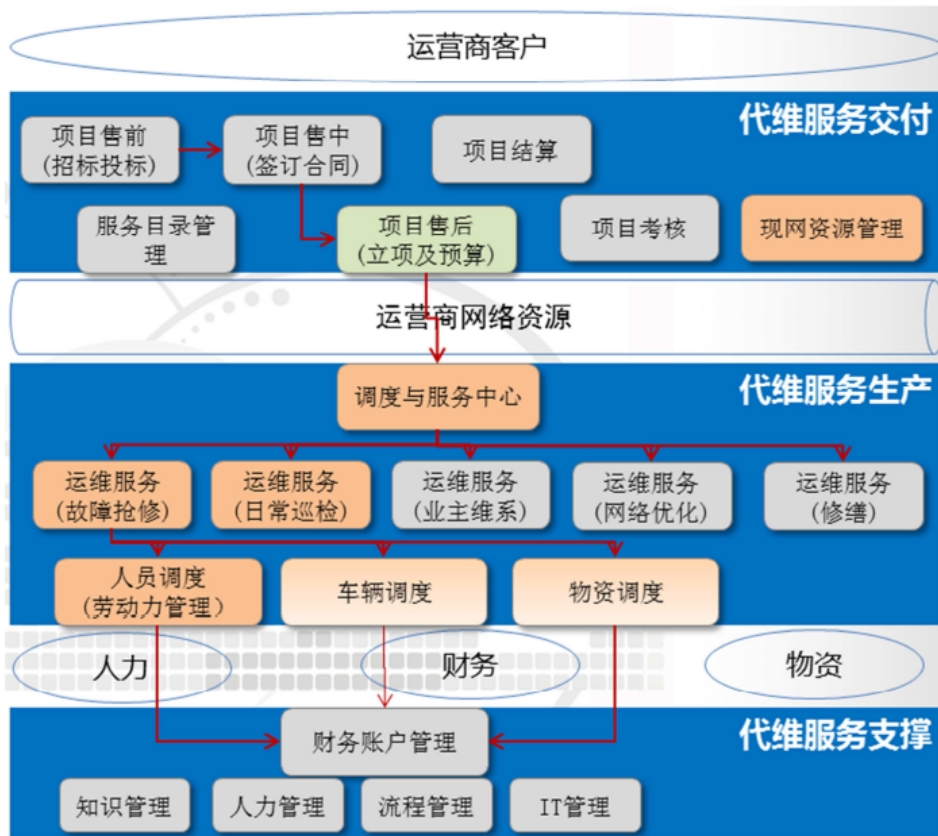 运营商客户
代维服务交付
项目售前
(招标投标)
项目售中
(签订合同)
项目结算
服务目录管
理
项目售后
(立项及预算)
项目考核
现网资源管理
运营商网络资源
代维服务生产
调度与服务中心
运维服务
(故障抢修)
运维服务
(日常巡检)
运维服务
(业主维系)
运维服务
(网络优化)
运维服务
(修缮)
人员调度
(劳动力管理)
车辆调度
物资调度
人力
财务
物资
代维服务支撑
财务账户管理
知识管理
人力管理
流程管理
IT管理